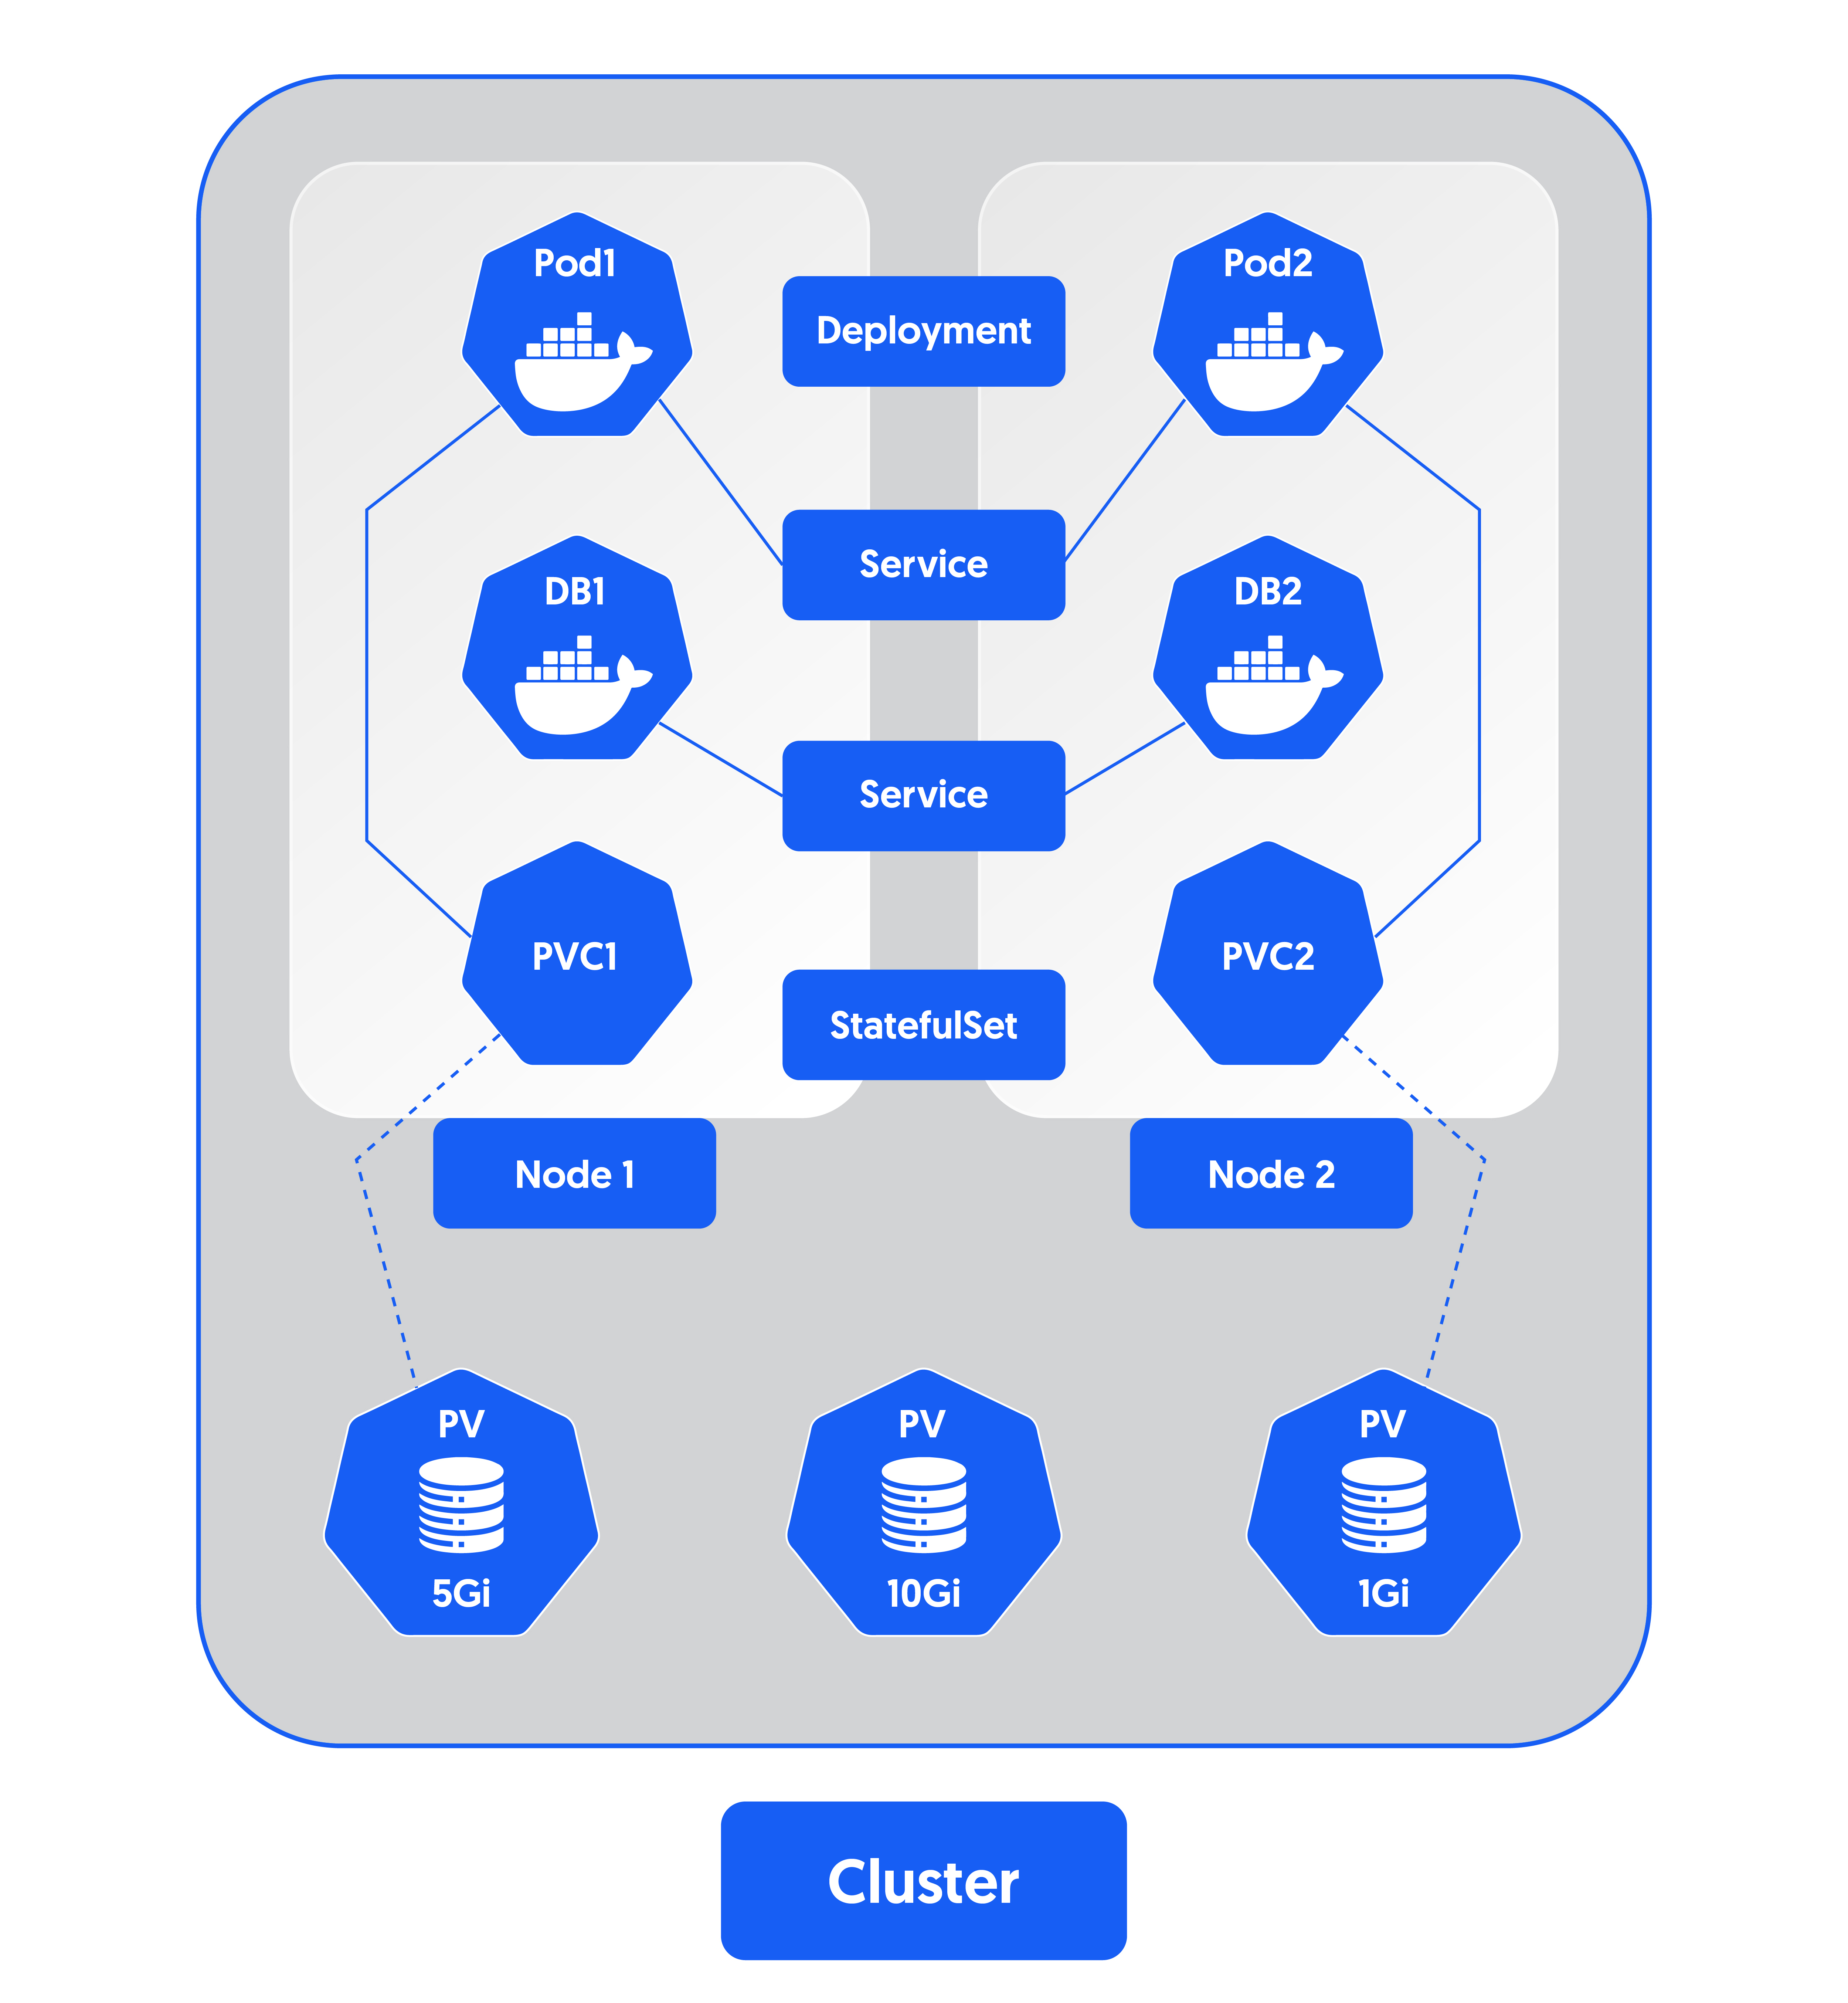 Pod1
Pod2
Deployment
Service
DB1
DB2
Service
PVC1
PVC2
StatefulSet
Node 1
Node 2
PV
5Gi
PV
10Gi
PV
1Gi
Cluster